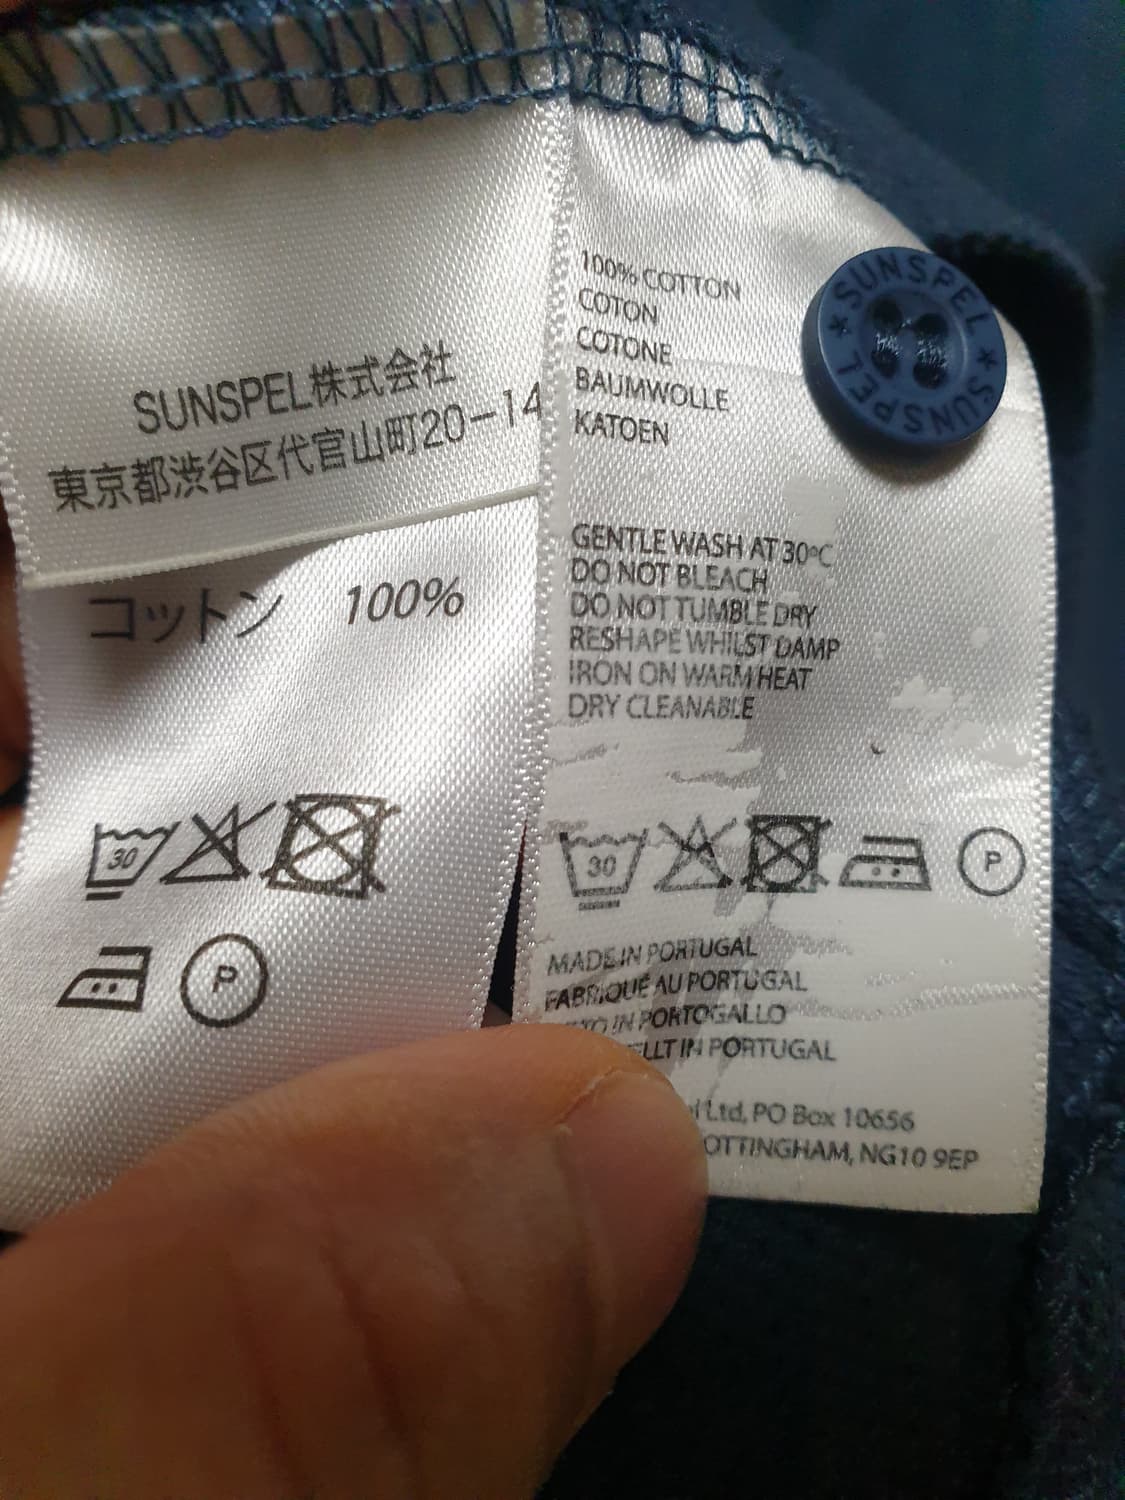 SUNSPEL株式会社
東京都渋谷区代官山町20-14
コットン 100%
30
P
100% COTTON
COTON
COTONE
BAUMWOLLE
KATOEN
GENTLE WASH AT 30°C
DO NOT BLEACH
DO NOT TUMBLE DRY
RESHAPE WHILST DAMP
IRON ON WARM HEAT
DRY CLEANABLE
30 P
MADE IN PORTUGAL
FABRIQUÉ AU PORTUGAL
IN PORTOGALLO
IN PORTUGAL
Ltd, PO Box 10656
NG10 9EP
SUNSPEL * SUNSPEL *